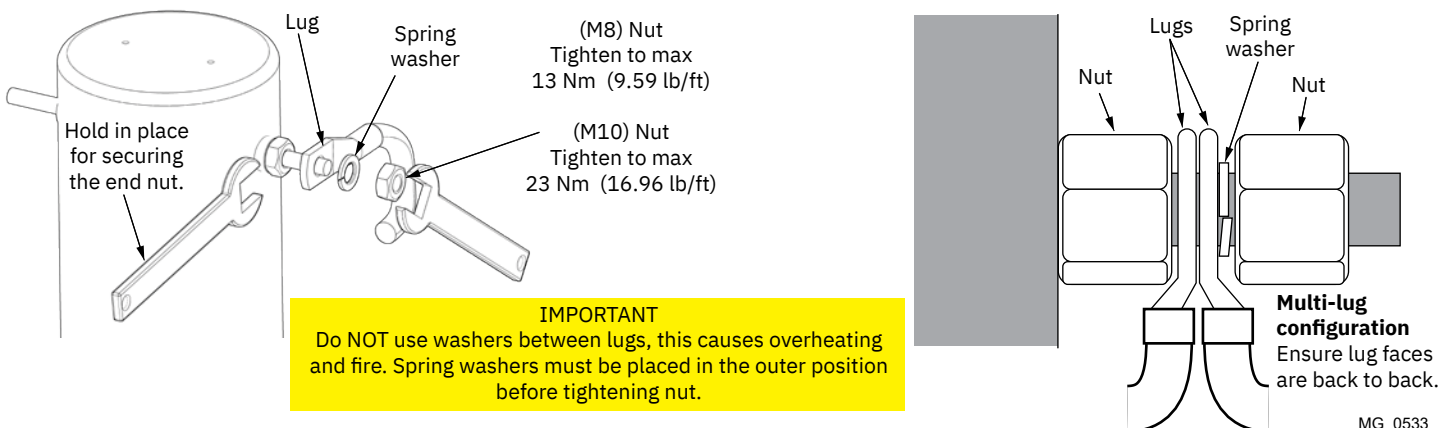 Lug
Spring
washer
(M8) Nut
Tighten to max
13 Nm  (9.59 lb/ft)
(M10) Nut
Tighten to max
23 Nm  (16.96 lb/ft)
Hold in place
for securing
the end nut.
IMPORTANT
Do NOT use washers between lugs, this causes overheating
and fire. Spring washers must be placed in the outer position
before tightening nut.
Lugs
Spring
washer
Nut
Nut
Multi-lug
configuration
Ensure lug faces
are back to back.
MG_0533